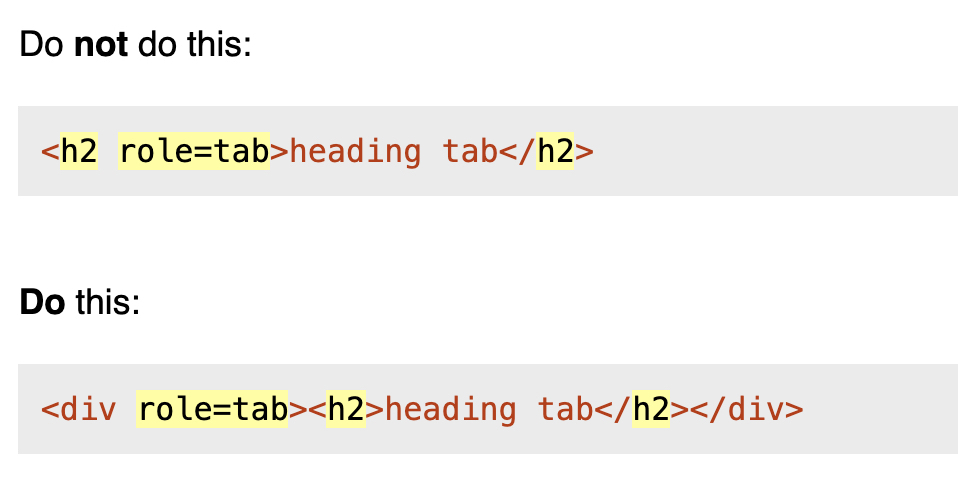 Do not do this:
<h2 role=tab>heading tab</h2>
Do this:
<div role=tab><h2>heading tab</h2></div>